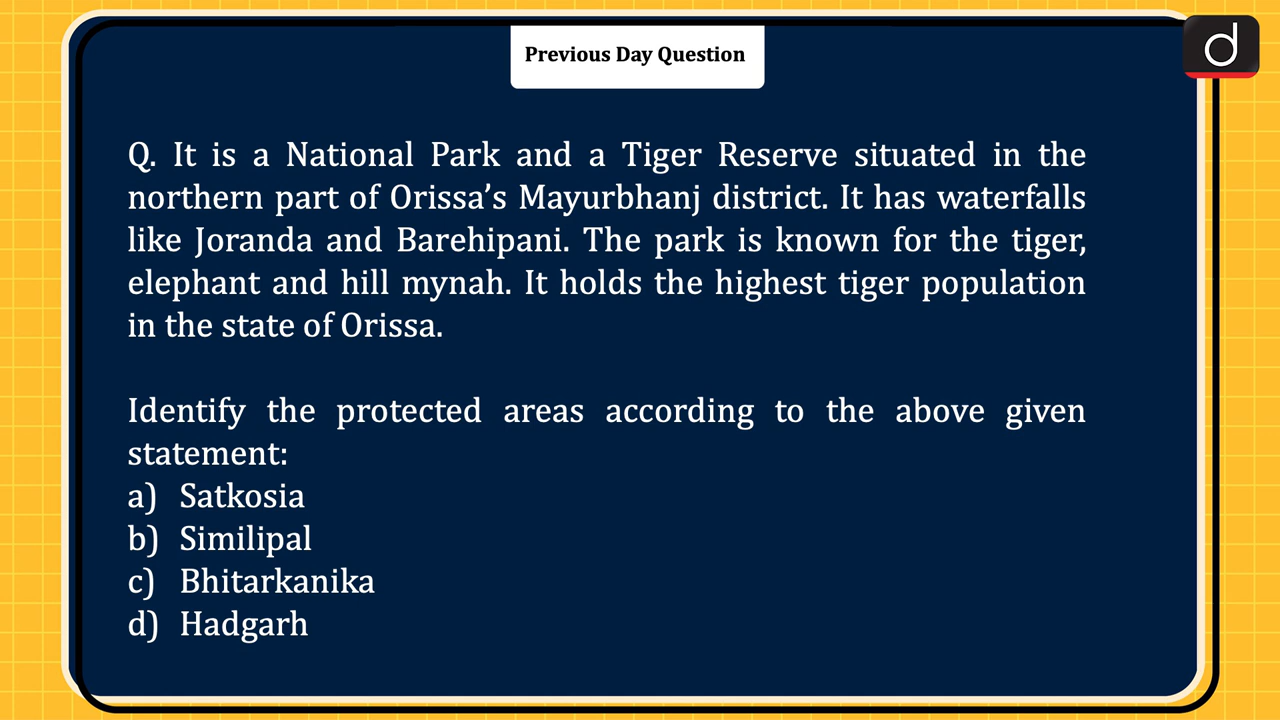 Previous Day Question
d
Q. It is a National Park and a Tiger Reserve situated in the
northern part of Orissa’s Mayurbhanj district. It has waterfalls
like Joranda and Barehipani. The park is known for the tiger,
elephant and hill mynah. It holds the highest tiger population
in the state of Orissa.
Identify the protected areas according to the above given
statement:
a) Satkosia
b) Similipal
c) Bhitarkanika
d) Hadgarh